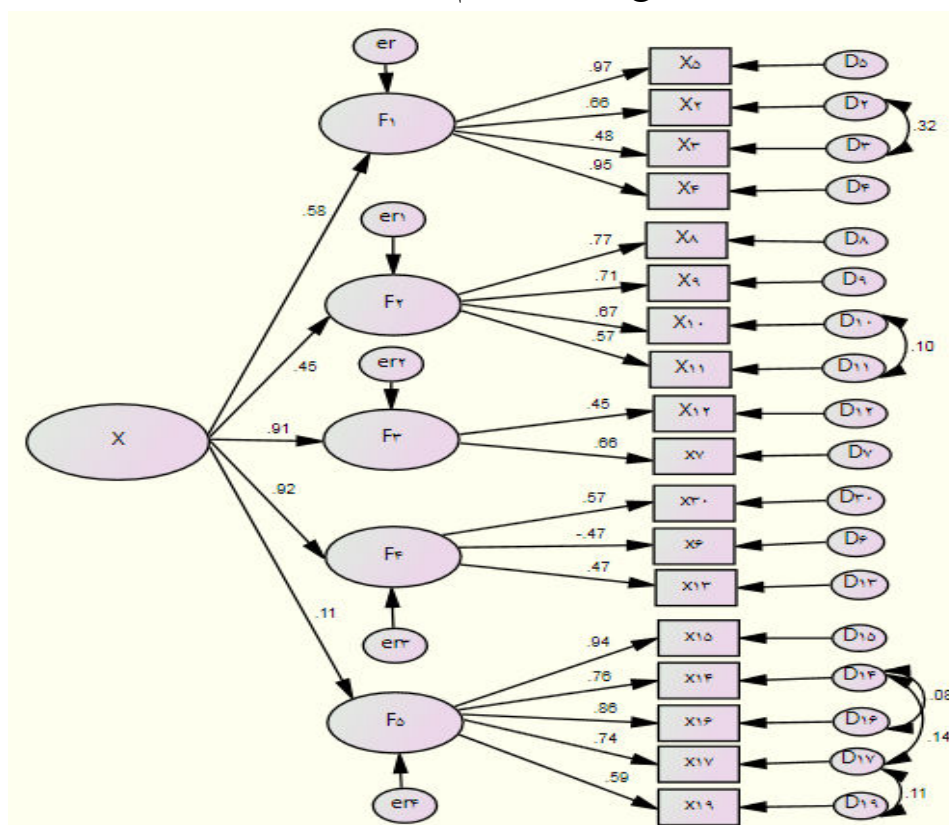 er
.97
X۵
D۵
F۱
.66
X۲
D۲
.32
.48
X۳
D۳
.95
X۴
D۴
.58
er۱
.77
X۸
D۸
F۲
.71
X۹
D۹
.67
X۱۰
D۱۰
.10
.57
X۱۱
D۱۱
.45
er۲
.45
X۱۲
D۱۲
X
.91
F۳
.66
x۷
D۷
.92
.57
x۳۰
D۳۰
F۴
-.47
x۶
D۶
.47
x۱۳
D۱۳
.11
er۳
.94
x۱۵
D۱۵
.76
x۱۴
D۱۴
.08
F۵
.86
x۱۶
D۱۶
.14
.74
x۱۷
D۱۷
.59
.11
er۴
x۱۹
D۱۹